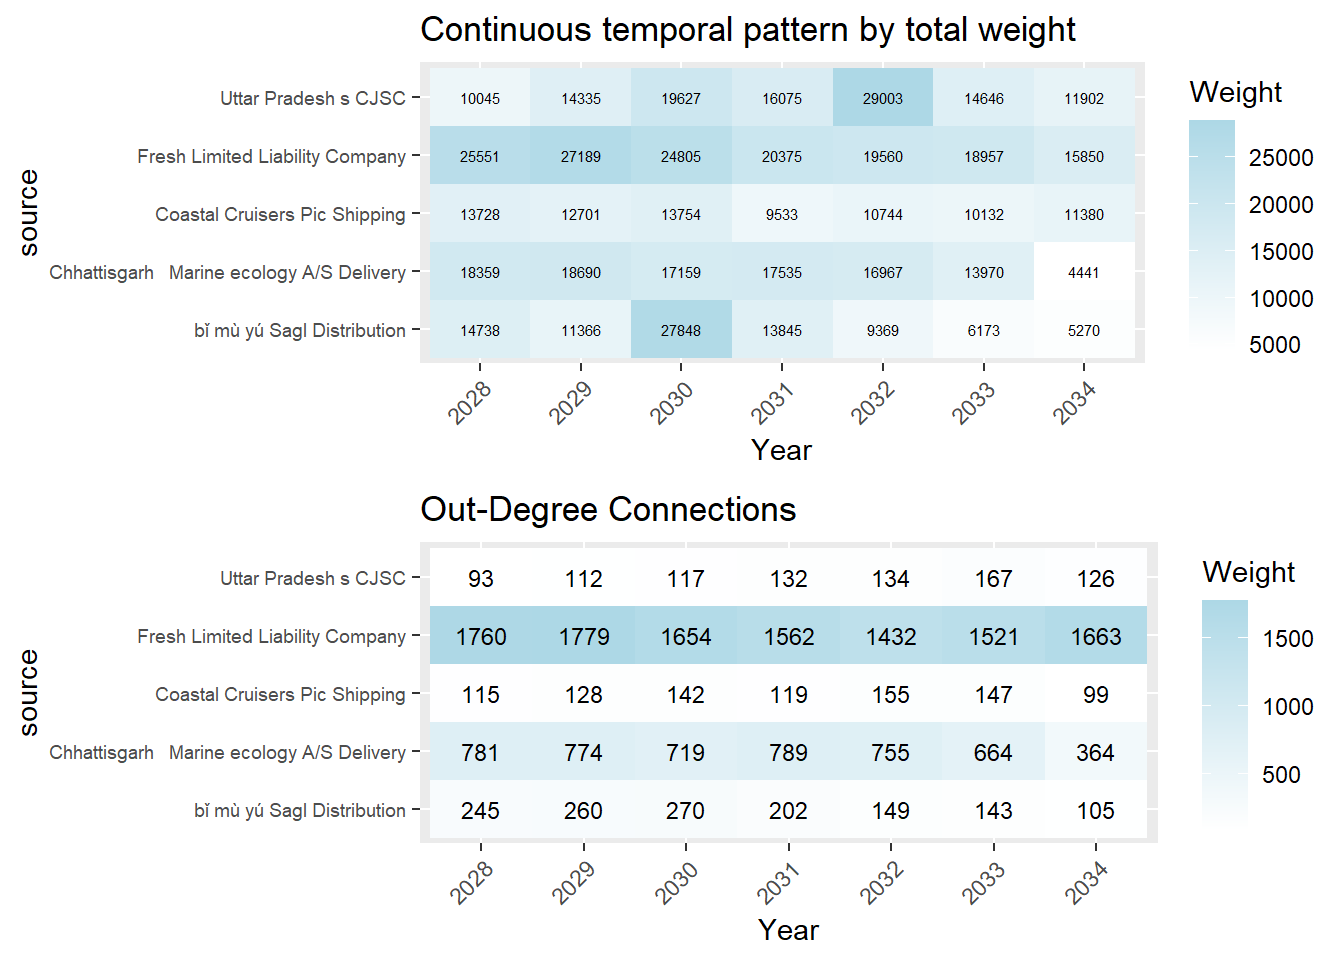 Continuous temporal pattern by total weight
source
Uttar Pradesh s CJSC 10045 14335 19627 16075 29003 14646 11902
Fresh Limited Liability Company 25551 27189 24805 20375 19560 18957 15850
Coastal Cruisers Pic Shipping 13728 12701 13754 9533 10744 10132 11380
Chhattisgarh   Marine ecology A/S Delivery 18359 18690 17159 17535 16967 13970 4441
bǐ mù yú Sagl Distribution 14738 11366 27848 13845 9369 6173 5270
2028 2029 2030 2031 2032 2033 2034
Year
Weight
25000
20000
15000
10000
5000
Out-Degree Connections
source
Uttar Pradesh s CJSC 93 112 117 132 134 167 126
Fresh Limited Liability Company 1760 1779 1654 1562 1432 1521 1663
Coastal Cruisers Pic Shipping 115 128 142 119 155 147 99
Chhattisgarh   Marine ecology A/S Delivery 781 774 719 789 755 664 364
bǐ mù yú Sagl Distribution 245 260 270 202 149 143 105
2028 2029 2030 2031 2032 2033 2034
Year
Weight
1500
1000
500